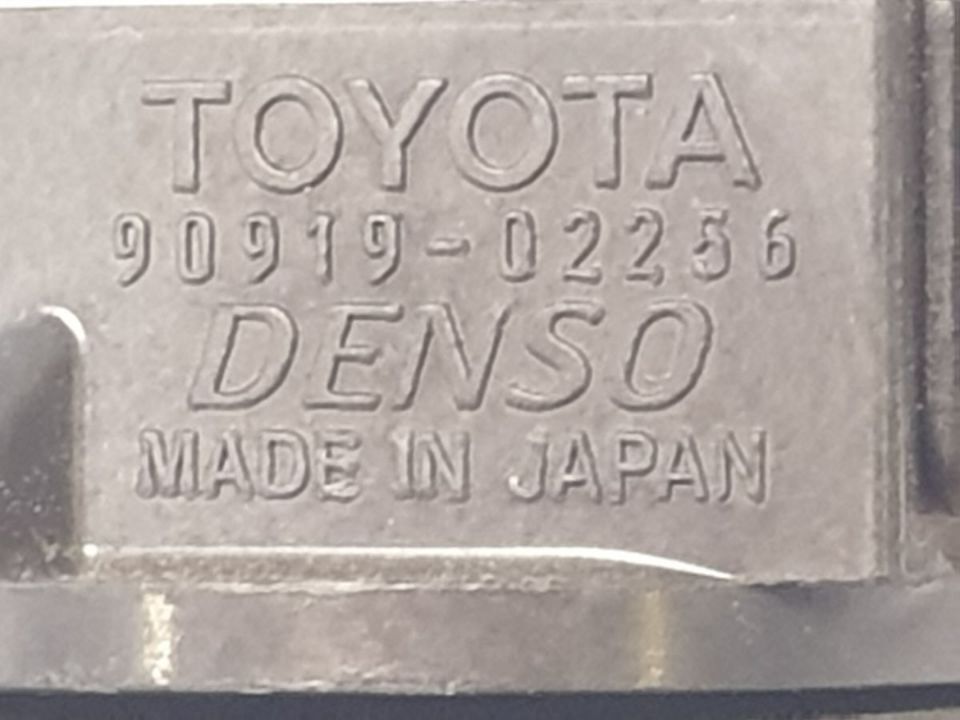 TOYOTA
90919-02256
DENSO
MADE IN JAPAN